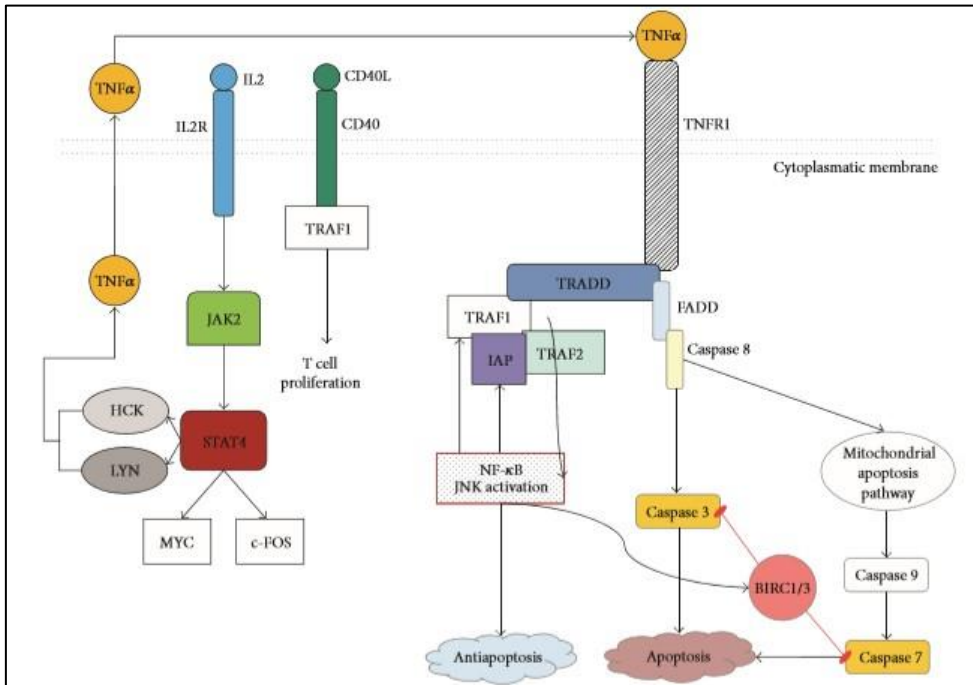 TNFα
TNFα
IL2
CD40L
IL2R
CD40
TNFR1
Cytoplasmatic membrane
TRAF1
TNFα
TRADD
JAK2
TRAF1
FADD
IAP
TRAF2
Caspase 8
T cell
proliferation
HCK
STAT4
LYN
NF-κB
JNK activation
Mitochondrial
apoptosis
pathway
Caspase 3
MYC
c-FOS
BIRC1/3
Caspase 9
Antiapoptosis
Apoptosis
Caspase 7